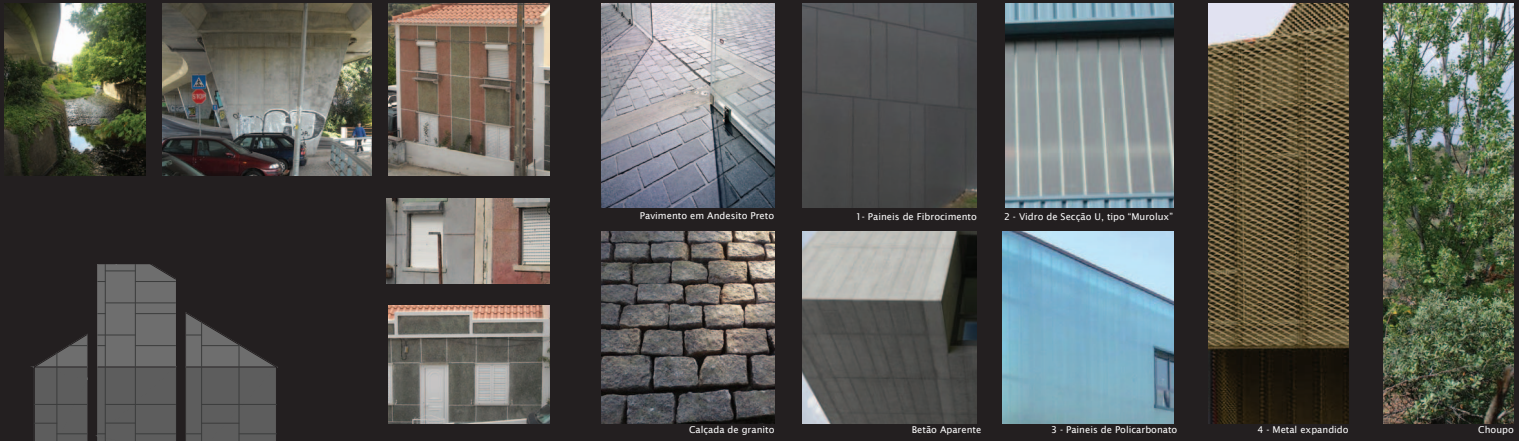 STOP
Pavimento em Andesito Preto
1- Paineis de Fibrocimento
2 - Vidro de Secção U, tipo “Murolux”
Calçada de granito
Betão Aparente
3 - Paineis de Policarbonato
4 - Metal expandido
Choupo